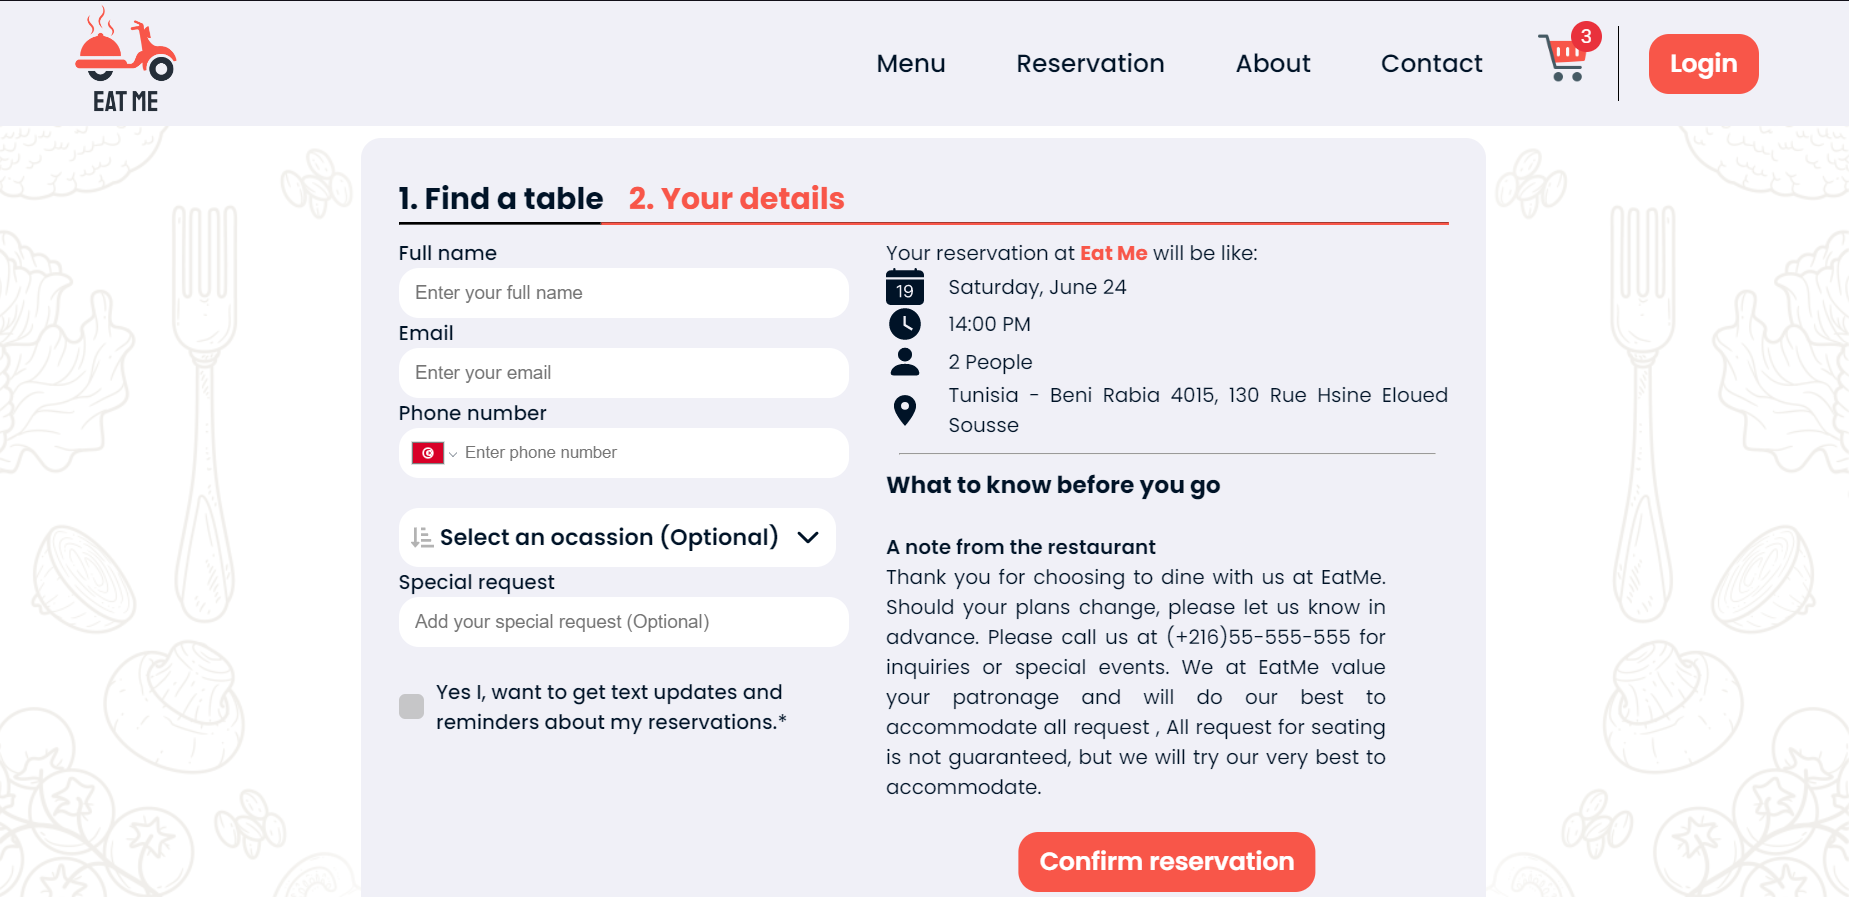 EAT ME
Menu
Reservation
About
Contact
3
Login
1. Find a table
2. Your details
Full name
Enter your full name
Email
Enter your email
Phone number
Enter phone number
Select an ocassion (Optional)
Special request
Add your special request (Optional)
Yes I, want to get text updates and
reminders about my reservations.*
Your reservation at Eat Me will be like:
19
Saturday, June 24
14:00 PM
2 People
Tunisia - Beni Rabia 4015, 130 Rue Hsine Eloued
Sousse
What to know before you go
A note from the restaurant
Thank you for choosing to dine with us at EatMe.
Should your plans change, please let us know in
advance. Please call us at (+216)55-555-555 for
inquiries or special events. We at EatMe value
your patronage and will do our best to
accommodate all request , All request for seating
is not guaranteed, but we will try our very best to
accommodate.
Confirm reservation